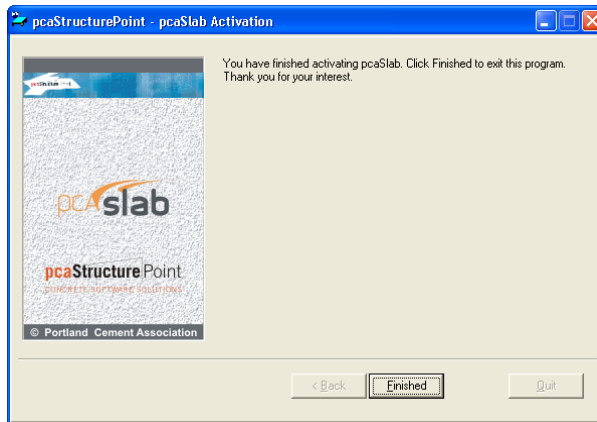 pcaStructurePoint - pcaSlab Activation
You have finished activating pcaSlab. Click Finished to exit this program.
Thank you for your interest.
pcaslab
pcaStructurePoint
CONCRETE SOFTWARE SOLUTIONS
© Portland Cement Association
< Back
Finished
Quit